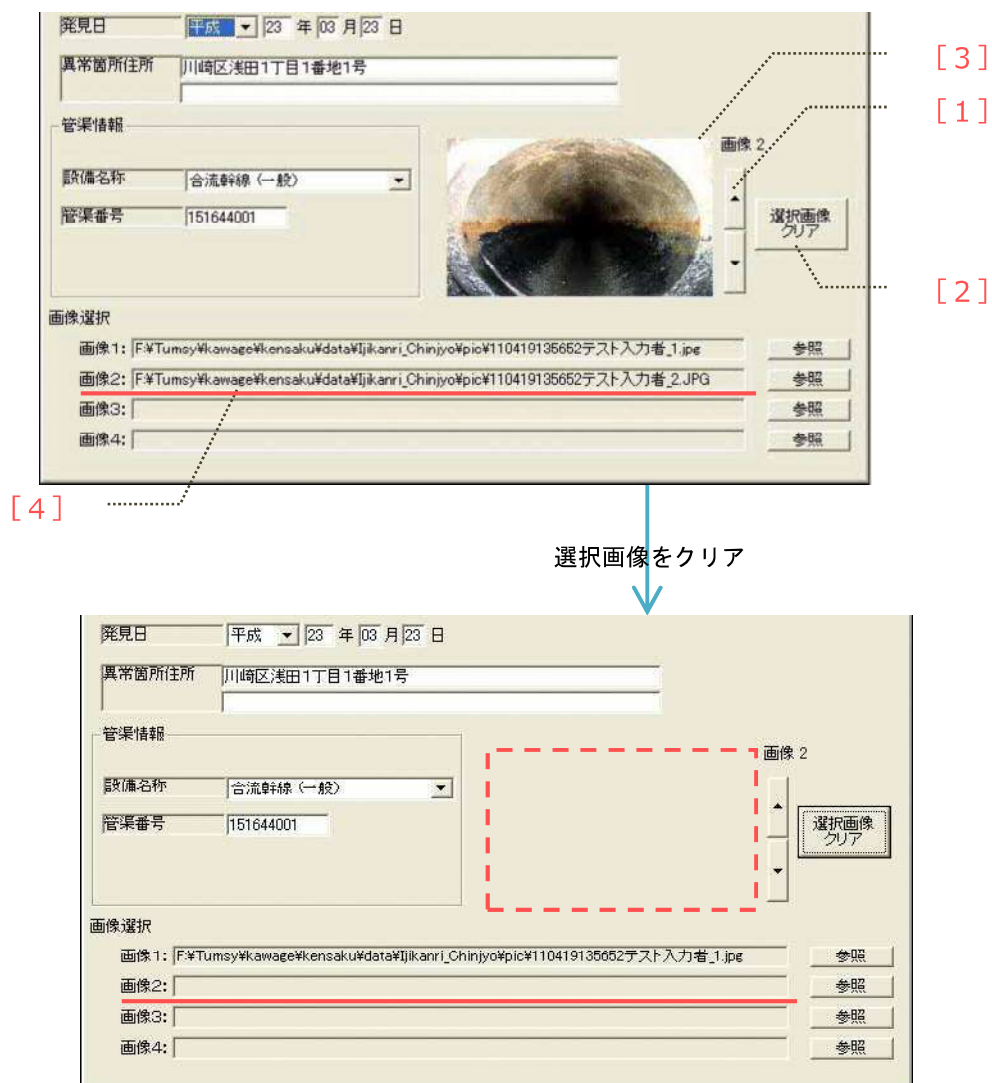 発見日 平成 23 年 03 月 23 日
[3]
異常箇所住所 川崎区浅田1丁目1番地1号
[1]
管渠情報
画像 2
設備名称 合流幹線（一般）
管渠番号 151644001
選択画像
クリア
[2]
画像選択
画像1: F:¥Tumsy¥kawage¥kensaku¥data¥Ijikanri_Chinjyo¥pic¥110419135652テスト入力者_1.jpg 参照
画像2: F:¥Tumsy¥kawage¥kensaku¥data¥Ijikanri_Chinjyo¥pic¥110419135652テスト入力者_2.JPG 参照
画像3: 参照
画像4: 参照
[4]
選択画像をクリア
発見日 平成 23 年 03 月 23 日
異常箇所住所 川崎区浅田1丁目1番地1号
管渠情報
画像 2
設備名称 合流幹線（一般）
管渠番号 151644001
選択画像
クリア
画像選択
画像1: F:¥Tumsy¥kawage¥kensaku¥data¥Ijikanri_Chinjyo¥pic¥110419135652テスト入力者_1.jpg 参照
画像2: 参照
画像3: 参照
画像4: 参照